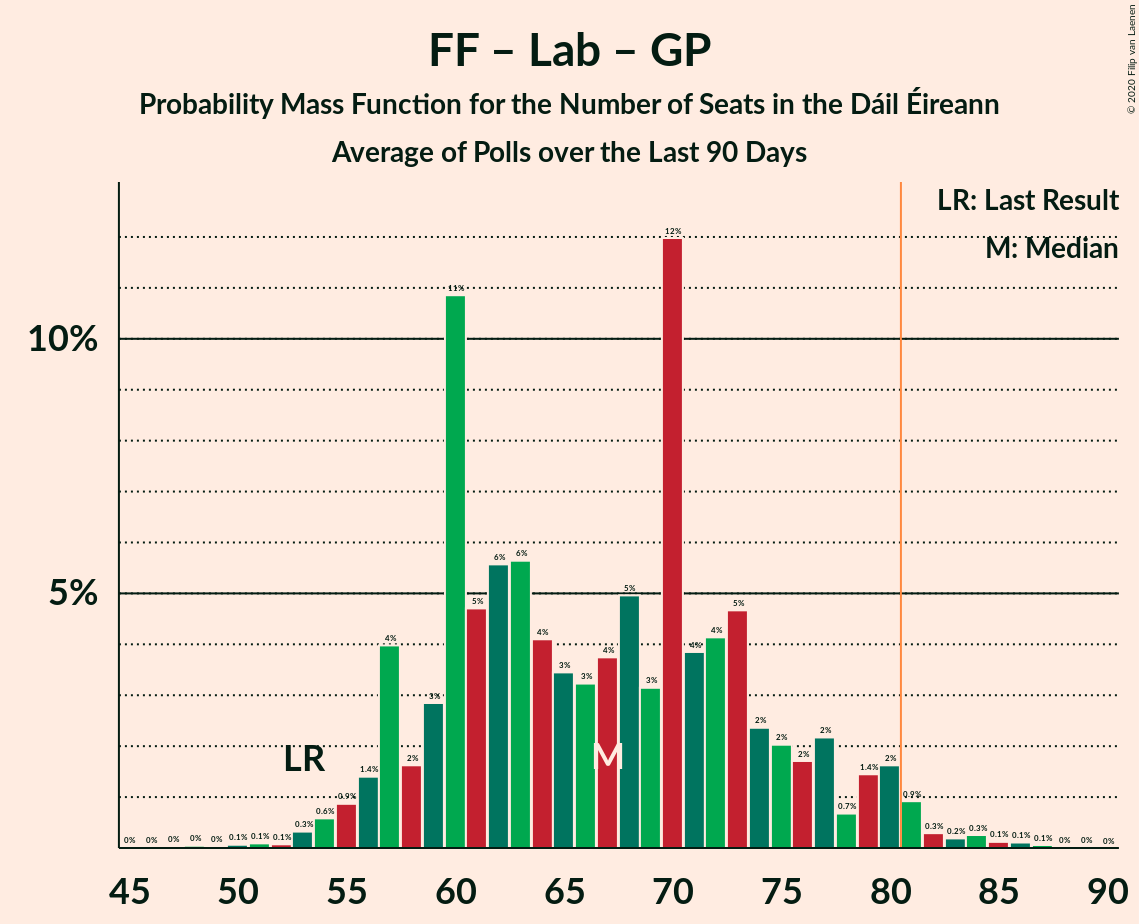 FF – Lab – GP
Probability Mass Function for the Number of Seats in the Dáil Éireann
Average of Polls over the Last 90 Days
© 2020 Filip van Laenen
LR: Last Result
M: Median
10%
5%
0% 0% 0% 0% 0% 0.1% 0.1% 0.1% 0.3% 0.6% 0.9% 1.4% 4% 2% 3% 11% 5% 6% 6% 4% 3% 3% 4% 5% 3% 12% 4% 4% 5% 2% 2% 2% 2% 0.7% 1.4% 2% 0.9% 0.3% 0.2% 0.3% 0.1% 0.1% 0.1% 0% 0% 0%
LR
M
45 50 55 60 65 70 75 80 85 90